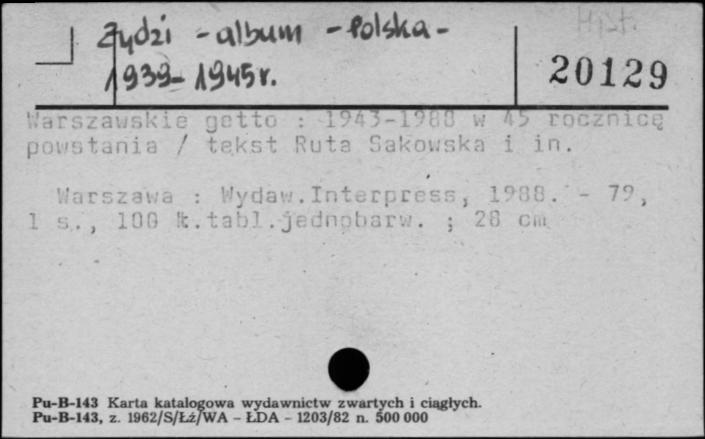 Hist.
Żydzi - album - Polska -
1939-1945r.
20129
Warszawskie getto : 1943-1988 w 45 rocznicę
powstania / tekst Ruta Sakowska i in.
Warszawa : Wydaw.Interpress, 1988. - 79,
1 s., 100 k.tabl.jednobarw. ; 28 cm
Pu-B-143 Karta katalogowa wydawnictw zwartych i ciągłych.
Pu-B-143, z. 1962/S/Łź/WA - ŁDA - 1203/82 n. 500 000